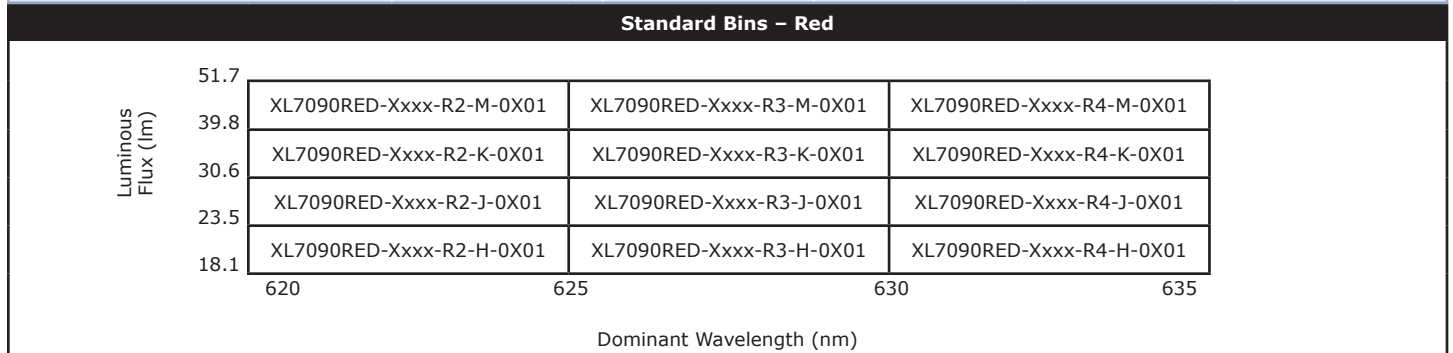 Standard Bins – Red
Luminous
Flux (lm)
51.7
XL7090RED-Xxxx-R2-M-0X01 XL7090RED-Xxxx-R3-M-0X01 XL7090RED-Xxxx-R4-M-0X01
39.8
XL7090RED-Xxxx-R2-K-0X01 XL7090RED-Xxxx-R3-K-0X01 XL7090RED-Xxxx-R4-K-0X01
30.6
XL7090RED-Xxxx-R2-J-0X01 XL7090RED-Xxxx-R3-J-0X01 XL7090RED-Xxxx-R4-J-0X01
23.5
XL7090RED-Xxxx-R2-H-0X01 XL7090RED-Xxxx-R3-H-0X01 XL7090RED-Xxxx-R4-H-0X01
18.1
620 625 630 635
Dominant Wavelength (nm)